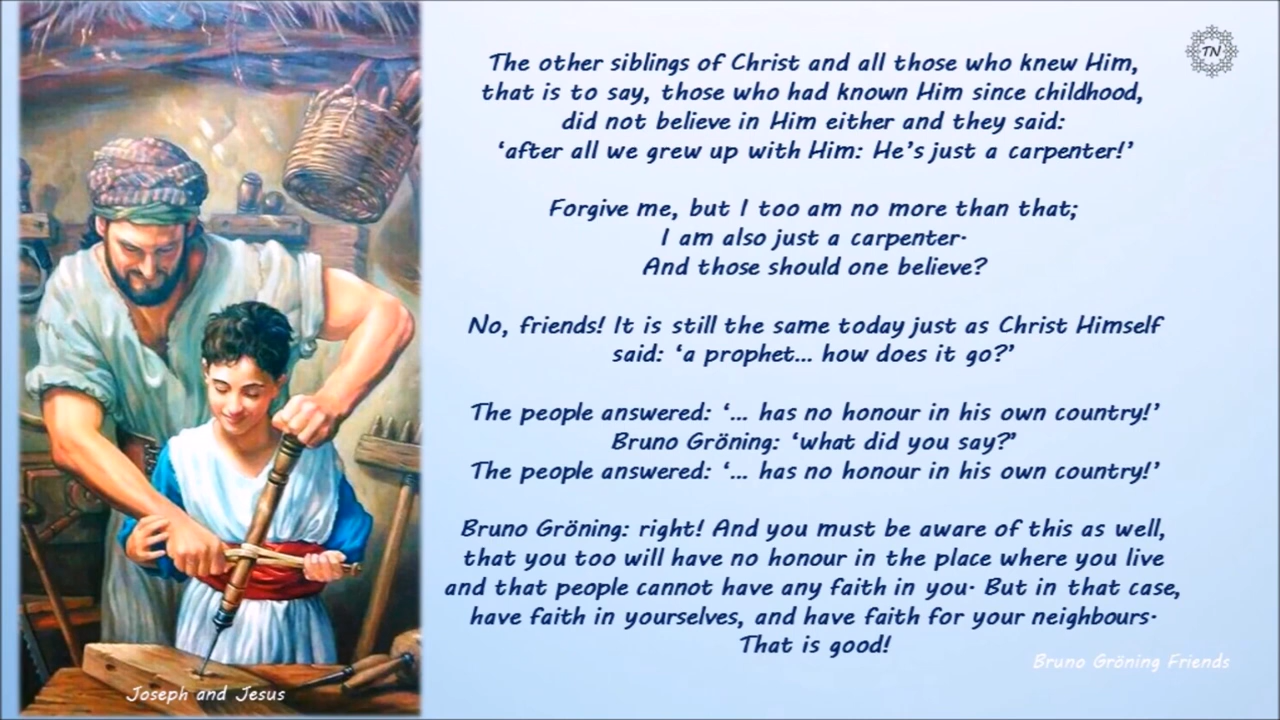 TN
The other siblings of Christ and all those who knew Him,
that is to say, those who had known Him since childhood,
did not believe in Him either and they said:
‘after all we grew up with Him: He’s just a carpenter!’
Forgive me, but I too am no more than that;
I am also just a carpenter·
And those should one believe?
No, friends! It is still the same today just as Christ Himself
said: ‘a prophet... how does it go?’
The people answered: ‘... has no honour in his own country!’
Bruno Gröning: ‘what did you say?’
The people answered: ‘... has no honour in his own country!’
Bruno Gröning: right! And you must be aware of this as well,
that you too will have no honour in the place where you live
and that people cannot have any faith in you· But in that case,
have faith in yourselves, and have faith for your neighbours·
That is good!
Bruno Gröning Friends
Joseph and Jesus